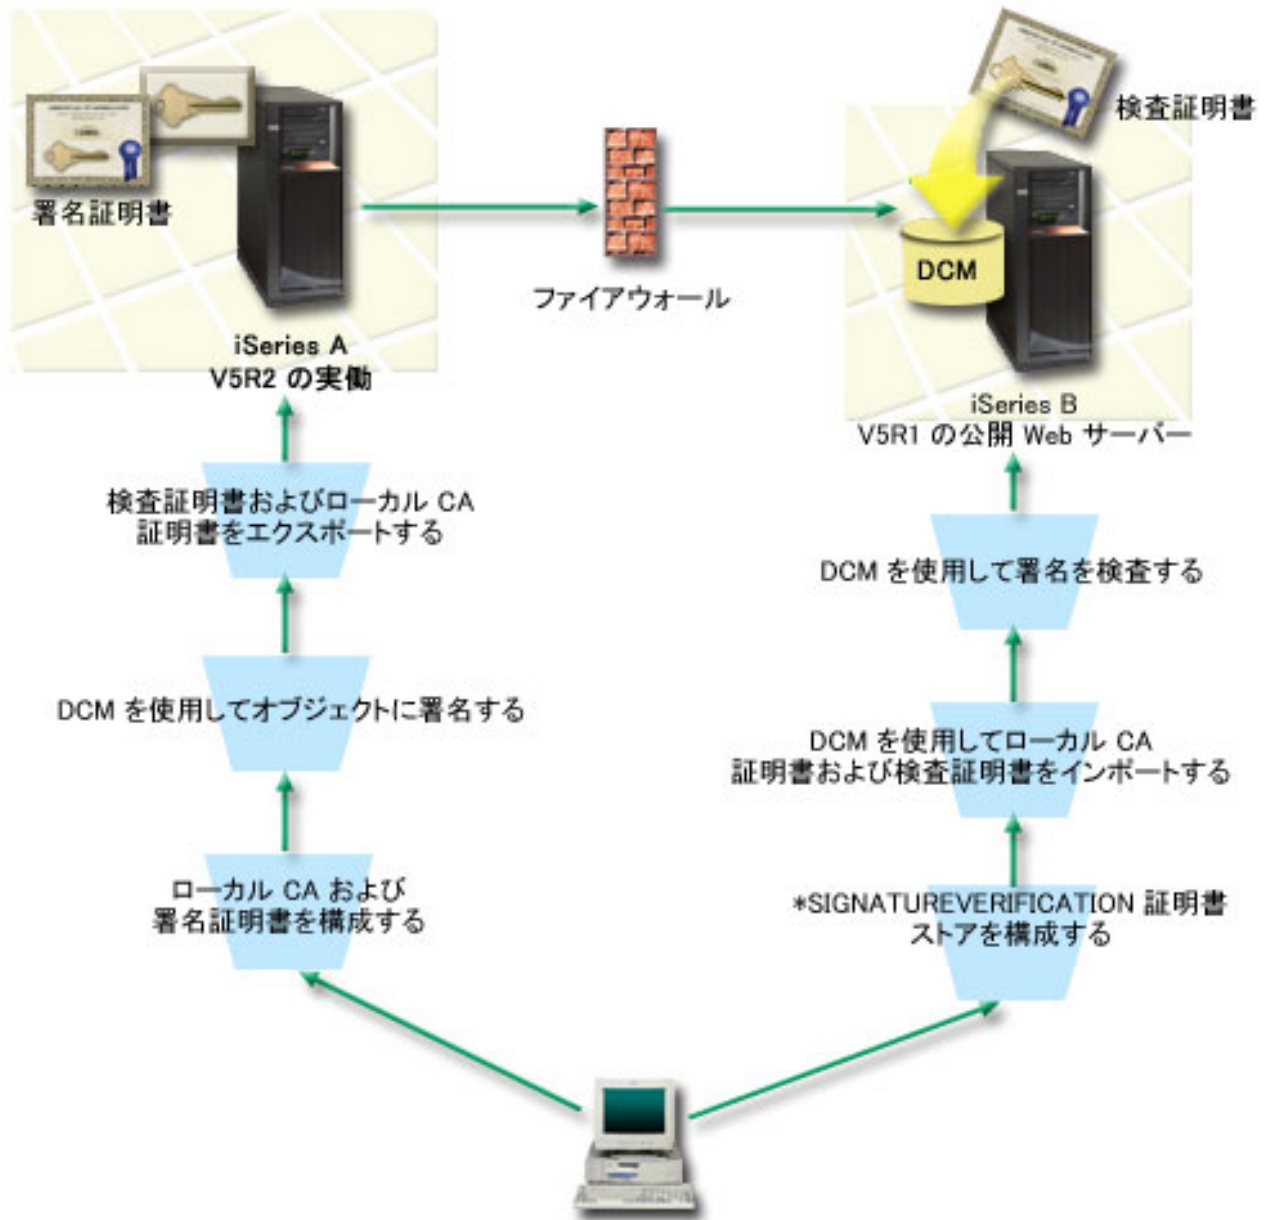 検査証明書
署名証明書
DCM
ファイアウォール
iSeries A
V5R2 の実働
iSeries B
V5R1 の公開 Web サーバー
検査証明書およびローカル CA
証明書をエクスポートする
DCM を使用して署名を検査する
DCM を使用してオブジェクトに署名する
DCM を使用してローカル CA
証明書および検査証明書をインポートする
ローカル CA および
署名証明書を構成する
*SIGNATUREVERIFICATION 証明書
ストアを構成する